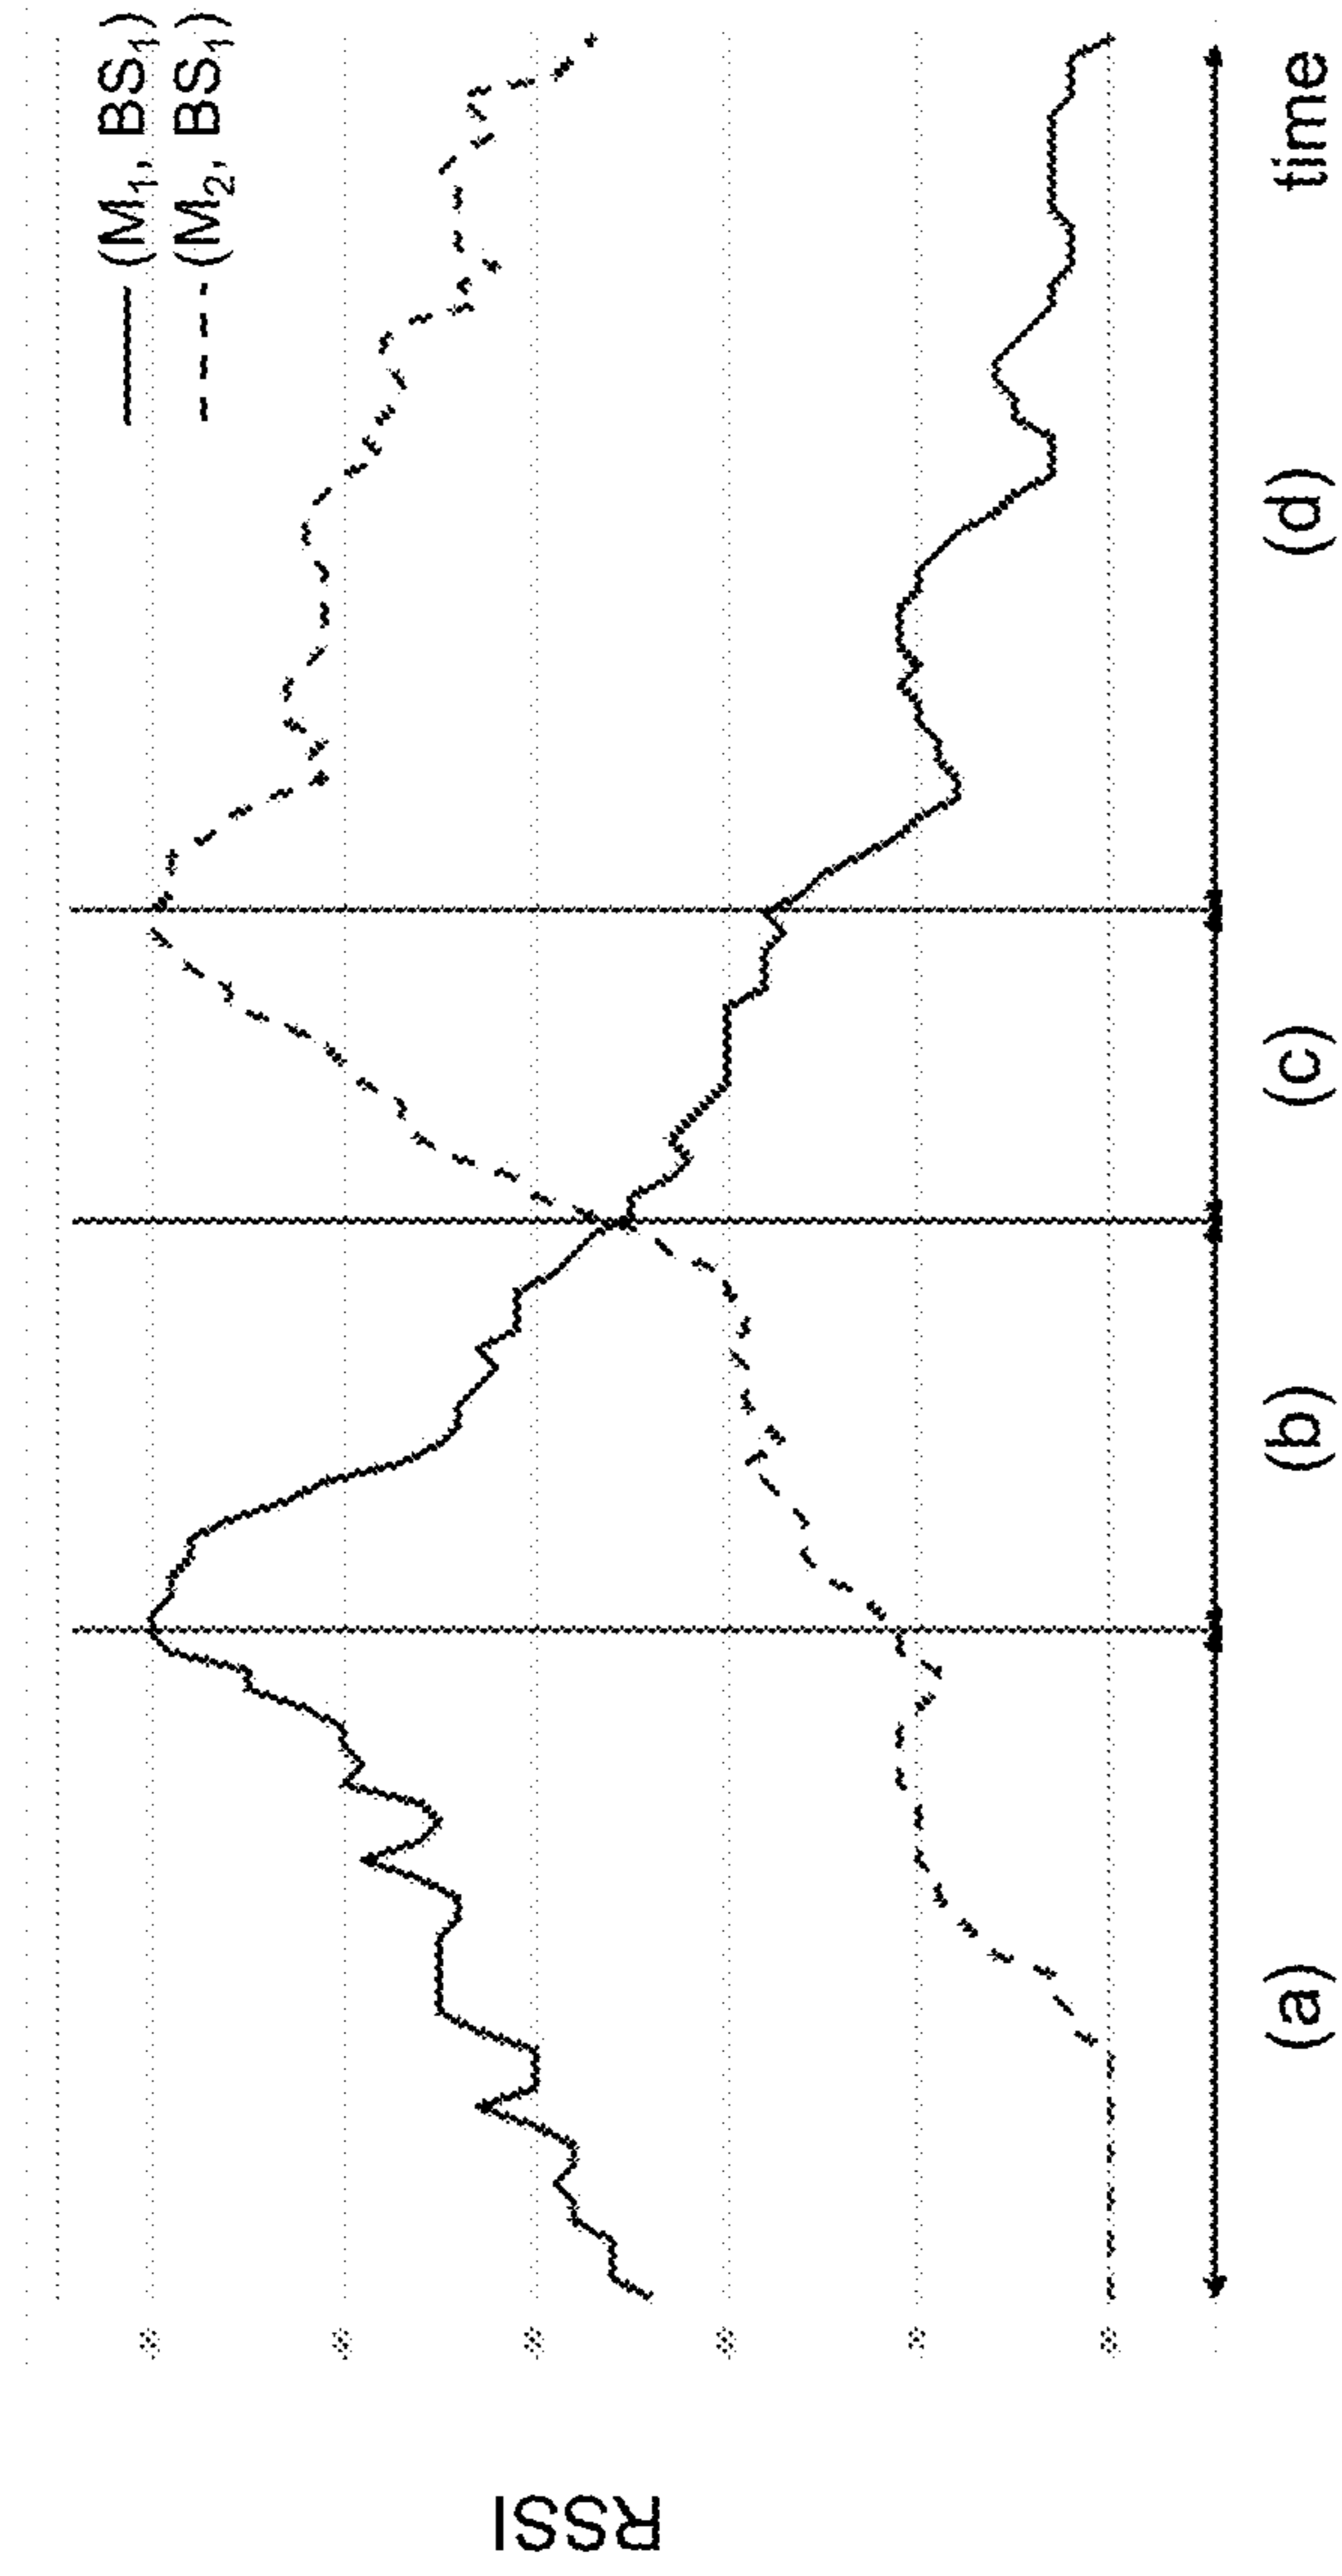 (M₁, BS₁)
(M₂, BS₁)
RSSI
(a)
(b)
(c)
(d)
time